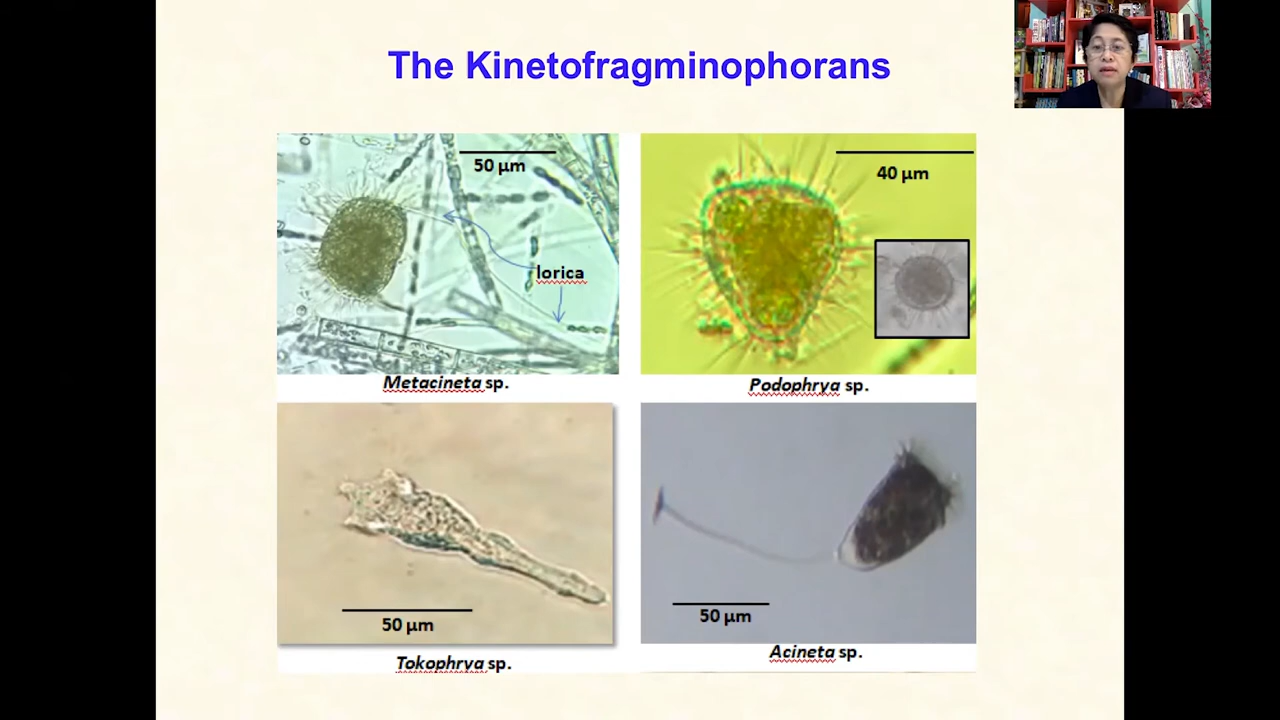 The Kinetofragminophorans
50 µm
lorica
Metacineta sp.
40 µm
Podophrya sp.
50 µm
Tokophrya sp.
50 µm
Acineta sp.